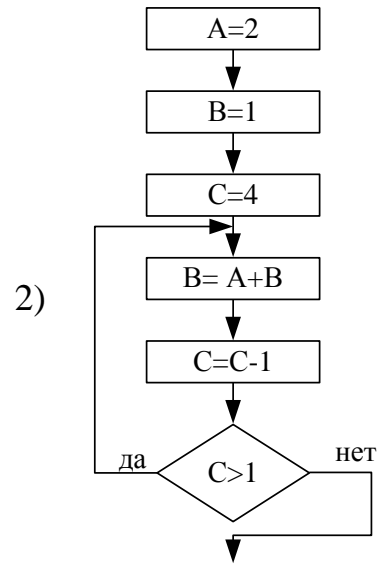 A=2
B=1
C=4
2)
B= A+B
C=C-1
да
C>1
нет